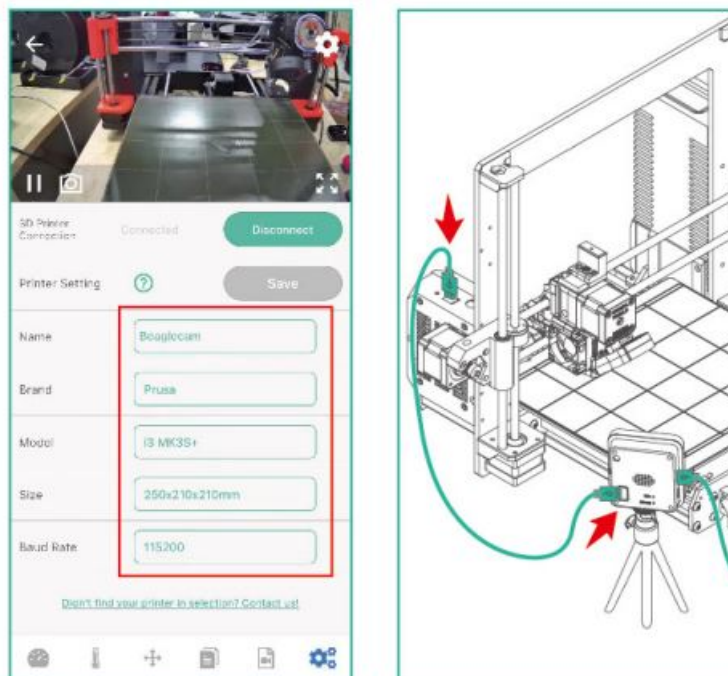 3D Printer
Connection
Connected
Disconnect
Printer Setting
?
Save
Name
Beaglecam
Brand
Prusa
Model
i3 MK3S+
Size
250x210x210mm
Baud Rate
115200
Didn't find your printer in selection? Contact us!